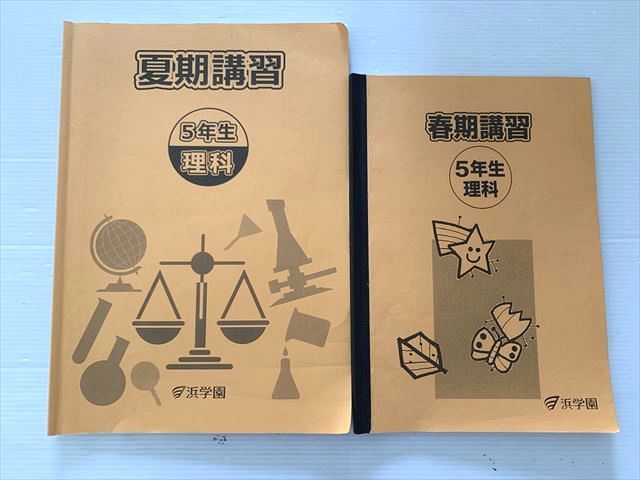 夏期講習
5年生
理科
浜学園
春期講習
5年生
理科
浜学園